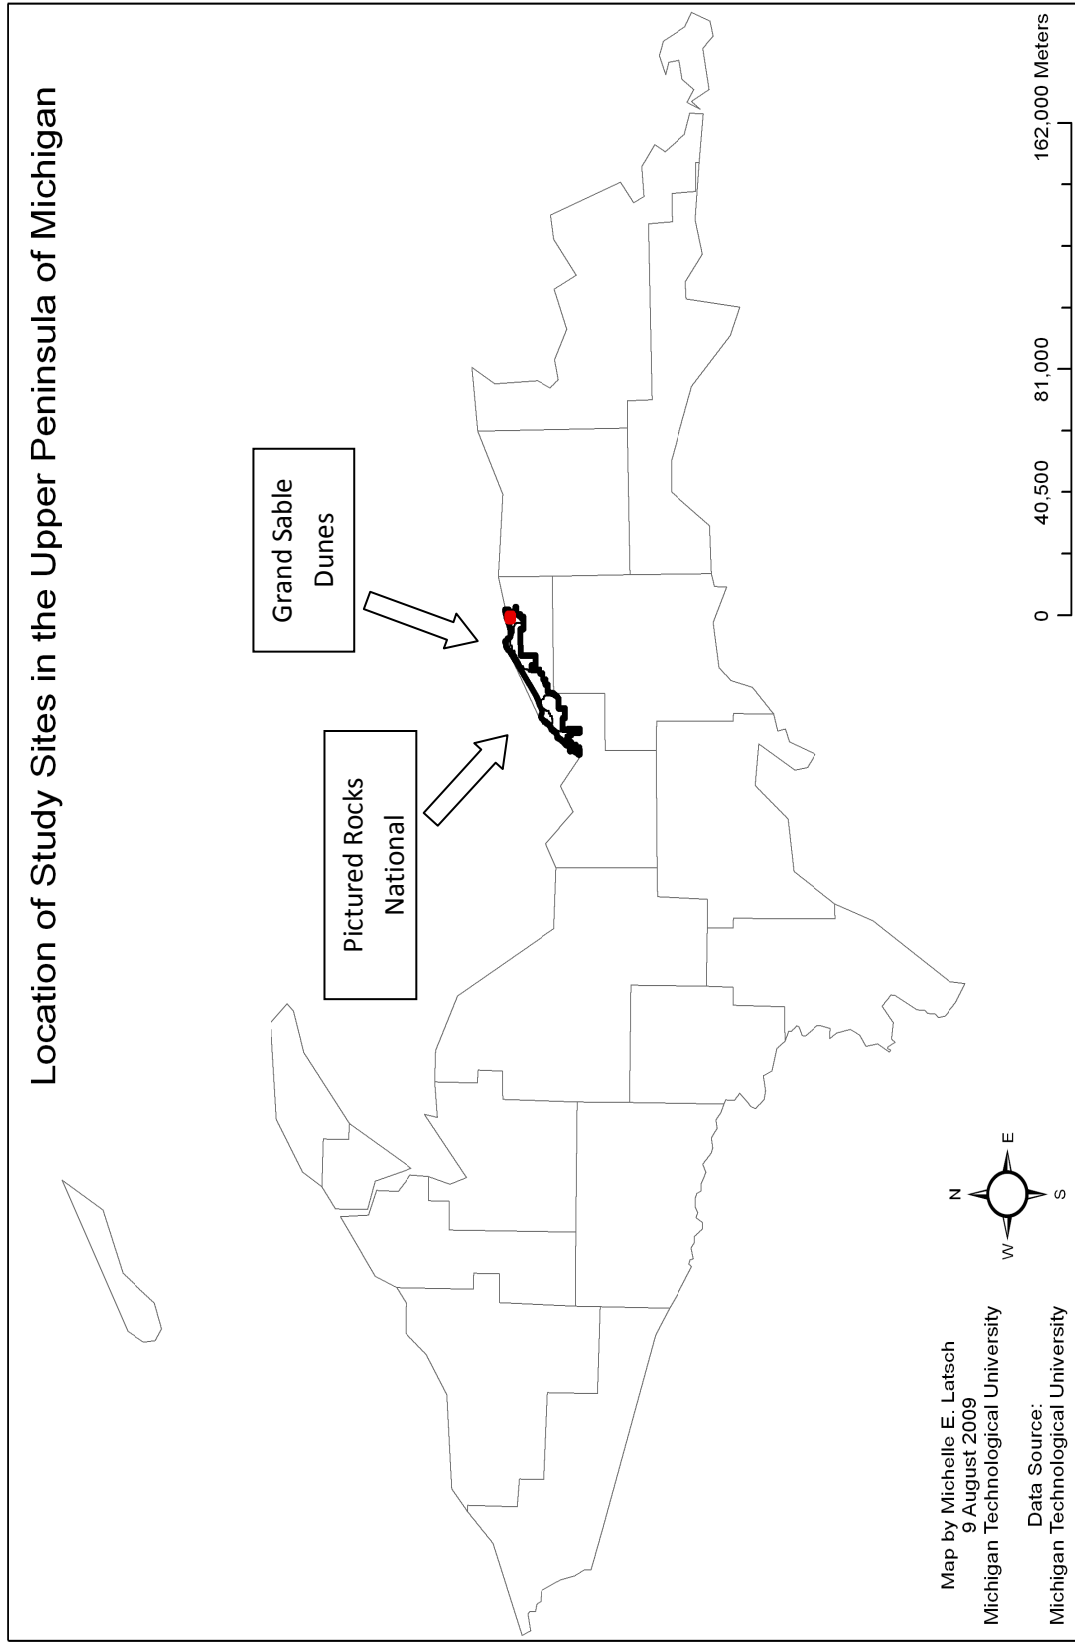 Location of Study Sites in the Upper Peninsula of Michigan
Grand Sable
Dunes
Pictured Rocks
National
N
W
E
S
Map by Michelle E. Latsch
9 August 2009
Michigan Technological University
Data Source:
Michigan Technological University
0 40,500 81,000 162,000 Meters